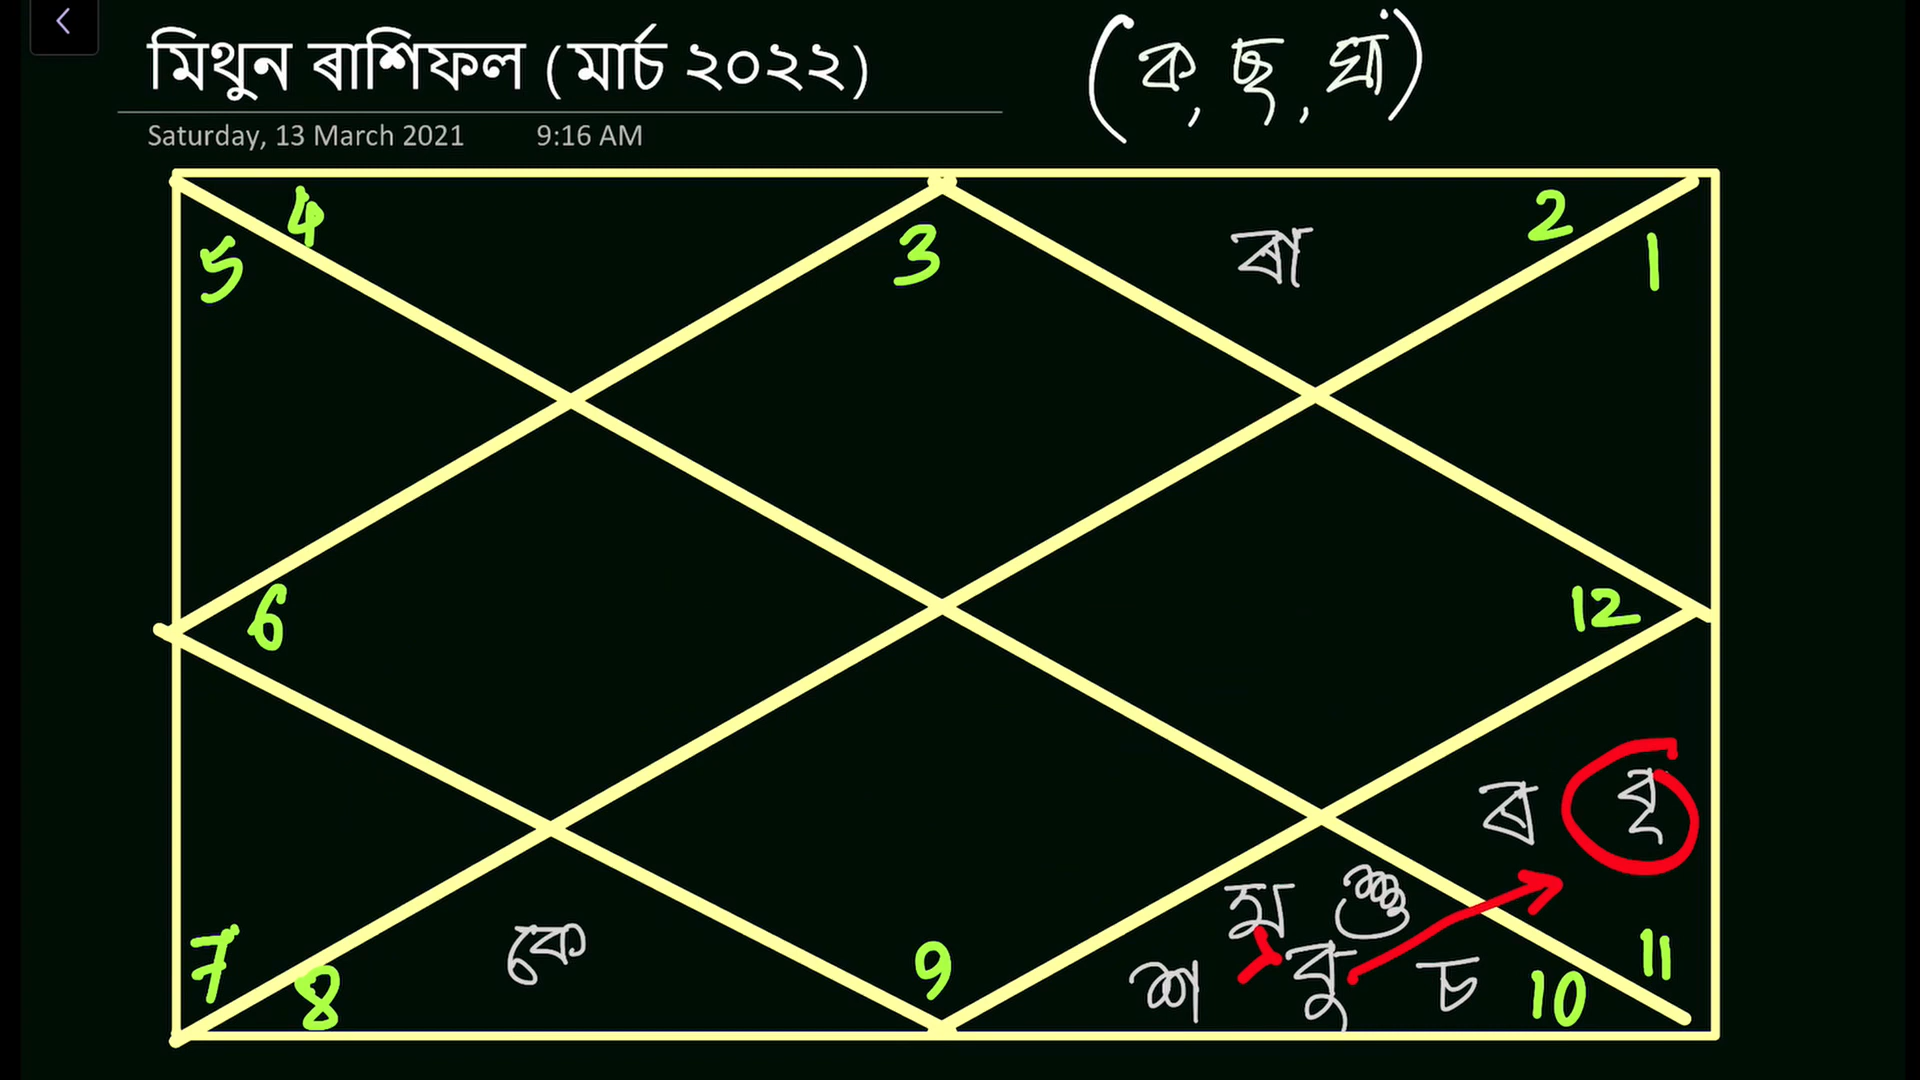 মিথুন ৰাশিফল (মাৰ্চ ২০২২) (ক, ছ, ঘ)
Saturday, 13 March 2021 9:16 AM
4 3 ৰা 2
5 1
6 12
ৰ বৃ
ম
7 কে 9 11
8 শ বু চ 10